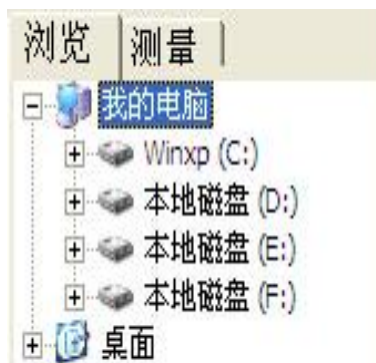 浏览 测量
我的电脑
Winxp (C:)
本地磁盘 (D:)
本地磁盘 (E:)
本地磁盘 (F:)
桌面